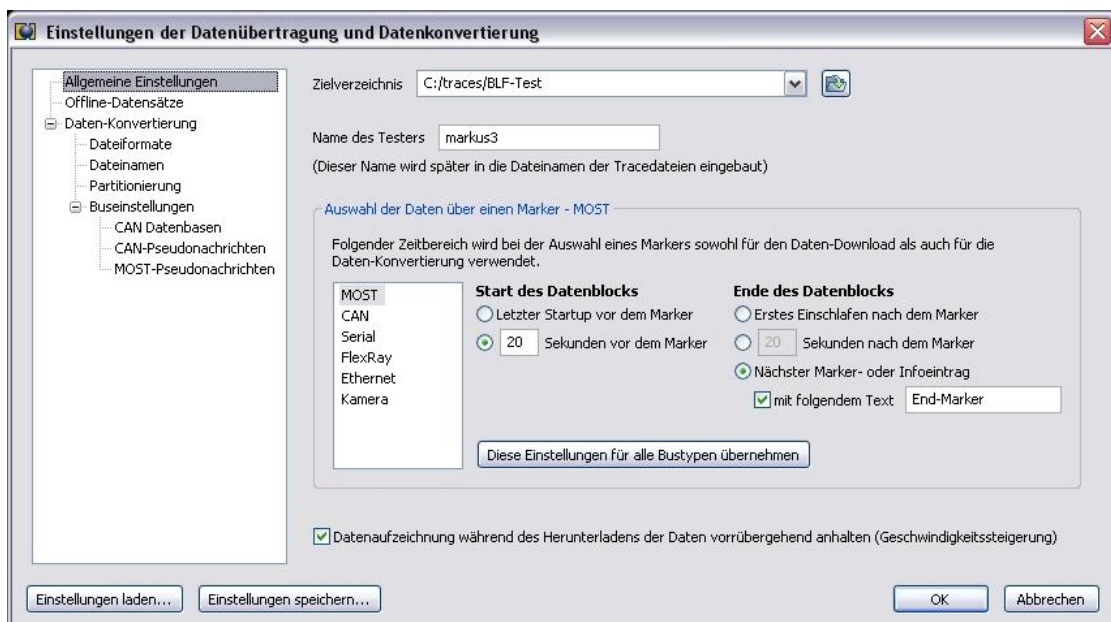 Einstellungen der Datenübertragung und Datenkonvertierung
Allgemeine Einstellungen
Offline-Datensätze
Daten-Konvertierung
Dateiformate
Dateinamen
Partitionierung
Buseinstellungen
CAN Datenbasen
CAN-Pseudonachrichten
MOST-Pseudonachrichten
Zielverzeichnis C:/traces/BLF-Test
Name des Testers markus3
(Dieser Name wird später in die Dateinamen der Tracedateien eingebaut)
Auswahl der Daten über einen Marker - MOST
Folgender Zeitbereich wird bei der Auswahl eines Markers sowohl für den Daten-Download als auch für die
Daten-Konvertierung verwendet.
MOST
CAN
Serial
FlexRay
Ethernet
Kamera
Start des Datenblocks
Letzter Startup vor dem Marker
20 Sekunden vor dem Marker
Ende des Datenblocks
Erstes Einschlafen nach dem Marker
20 Sekunden nach dem Marker
Nächster Marker- oder Infoeintrag
mit folgendem Text End-Marker
Diese Einstellungen für alle Bustypen übernehmen
Datenaufzeichnung während des Herunterladens der Daten vorrübergehend anhalten (Geschwindigkeitssteigerung)
Einstellungen laden... Einstellungen speichern... OK Abbrechen